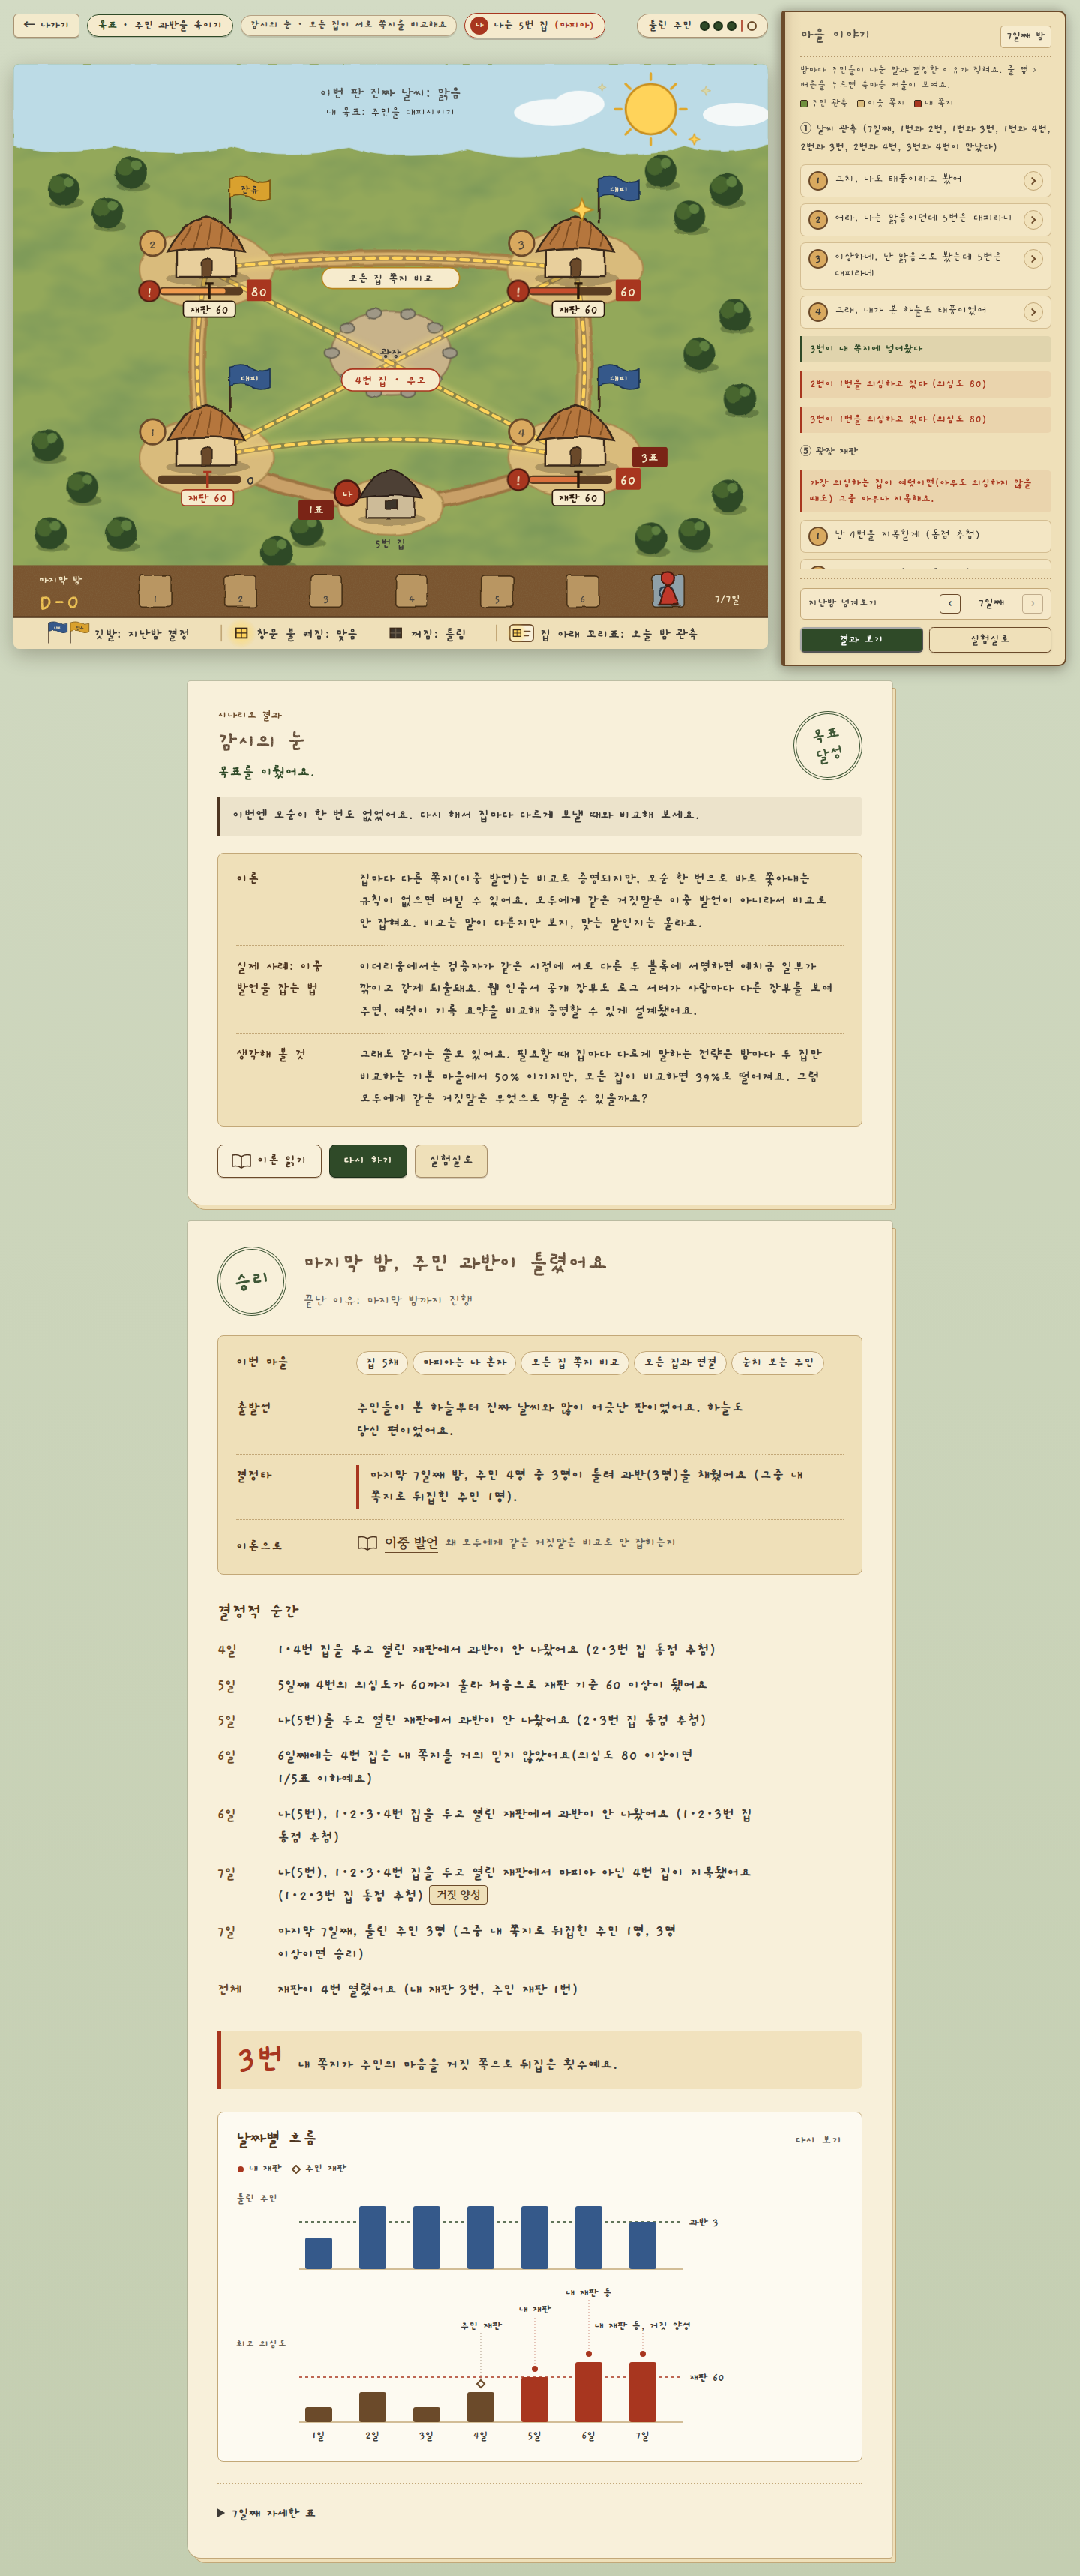 ← 나가기
목표 · 주민 과반을 속이기
감시의 눈 · 모든 집이 서로 쪽지를 비교해요
나 나는 5번 집 (마피아)
틀린 주민
이번 판 진짜 날씨: 맑음
내 목표: 주민을 대피시키기
잔류
대피
2
3
모든 집 쪽지 비교
! 80
! 60
재판 60
재판 60
광장
4번 집 · 무고
대피
대피
1
4
3표
0
! 60
재판 60
재판 60
나
1표
5번 집
마지막 밤
D-0
1
2
3
4
5
6
7/7일
대피 잔류 깃발: 지난밤 결정
창문 불 켜짐: 맞음
꺼짐: 틀림
집 아래 꼬리표: 오늘 밤 관측
마을 이야기
7일째 밤
밤마다 주민들이 나눈 말과 결정한 이유가 적혀요. 줄 옆 ›
버튼을 누르면 속마음 저울이 보여요.
주민 관측 이웃 쪽지 내 쪽지
① 날씨 관측 (7일째, 1번과 2번, 1번과 3번, 1번과 4번,
2번과 3번, 2번과 4번, 3번과 4번이 만났다)
1 그치, 나도 태풍이라고 봤어
2 어라, 나는 맑음이던데 5번은 대피라니
3 이상하네, 난 맑음으로 봤는데 5번은
대피라네
4 그래, 내가 본 하늘도 태풍이었어
3번이 내 쪽지에 넘어왔다
2번이 1번을 의심하고 있다 (의심도 80)
3번이 1번을 의심하고 있다 (의심도 60)
⑤ 광장 재판
가장 의심하는 집이 여럿이면(아무도 의심하지 않을
때도) 그중 아무나 지목해요.
1 난 4번을 지목할게 (동점 추첨)
지난밤 넘겨보기
‹ 7일째 ›
결과 보기
실험실로
시나리오 결과
감시의 눈
목표를 이뤘어요.
목표
달성
이번엔 모순이 한 번도 없었어요. 다시 해서 집마다 다르게 보낼 때와 비교해 보세요.
이론
집마다 다른 쪽지(이중 발언)는 비교로 증명되지만, 모순 한 번으로 바로 쫓아내는
규칙이 없으면 버틸 수 있어요. 모두에게 같은 거짓말은 이중 발언이 아니라서 비교로
안 잡혀요. 비교는 말이 다른지만 보지, 맞는 말인지는 몰라요.
실제 사례: 이중
발언을 잡는 법
이더리움에서는 검증자가 같은 시점에 서로 다른 두 블록에 서명하면 예치금 일부가
깎이고 강제 퇴출돼요. 웹 인증서 공개 장부도 로그 서버가 사람마다 다른 장부를 보여
주면, 여럿이 기록 요약을 비교해 증명할 수 있게 설계됐어요.
생각해 볼 것
그래도 감시는 쓸모 있어요. 필요할 때 집마다 다르게 말하는 전략은 밤마다 두 집만
비교하는 기본 마을에서 50% 이기지만, 모든 집이 비교하면 39%로 떨어져요. 그럼
모두에게 같은 거짓말은 무엇으로 막을 수 있을까요?
이론 읽기
다시 하기
실험실로
승리
마지막 밤, 주민 과반이 틀렸어요
끝난 이유: 마지막 밤까지 진행
이번 마을
집 5채
마피아는 나 혼자
모든 집 쪽지 비교
모든 집과 연결
눈치 보는 주민
출발선
주민들이 본 하늘부터 진짜 날씨와 많이 어긋난 판이었어요. 하늘도
당신 편이었어요.
결정타
마지막 7일째 밤, 주민 4명 중 3명이 틀려 과반(3명)을 채웠어요 (그중 내
쪽지로 뒤집힌 주민 1명).
이론으로
이중 발언 왜 모두에게 같은 거짓말은 비교로 안 잡히는지
결정적 순간
4일
1·4번 집을 두고 열린 재판에서 과반이 안 나왔어요 (2·3번 집 동점 추첨)
5일
5일째 4번의 의심도가 60까지 올라 처음으로 재판 기준 60 이상이 됐어요
5일
나(5번)를 두고 열린 재판에서 과반이 안 나왔어요 (2·3번 집 동점 추첨)
6일
6일째에는 4번 집은 내 쪽지를 거의 믿지 않았어요(의심도 80 이상이면
1/5표 이하예요)
6일
나(5번), 1·2·3·4번 집을 두고 열린 재판에서 과반이 안 나왔어요 (1·2·3번 집
동점 추첨)
7일
나(5번), 1·2·3·4번 집을 두고 열린 재판에서 마피아 아닌 4번 집이 지목됐어요
(1·2·3번 집 동점 추첨) 거짓 양성
7일
마지막 7일째, 틀린 주민 3명 (그중 내 쪽지로 뒤집힌 주민 1명, 3명
이상이면 승리)
전체
재판이 4번 열렸어요 (내 재판 3번, 주민 재판 1번)
3번 내 쪽지가 주민의 마음을 거짓 쪽으로 뒤집은 횟수예요.
날짜별 흐름
다시 보기
내 재판 주민 재판
틀린 주민
과반 3
내 재판 등
내 재판
주민 재판
내 재판 등, 거짓 양성
최고 의심도
재판 60
1일
2일
3일
4일
5일
6일
7일
▶ 7일째 자세한 표